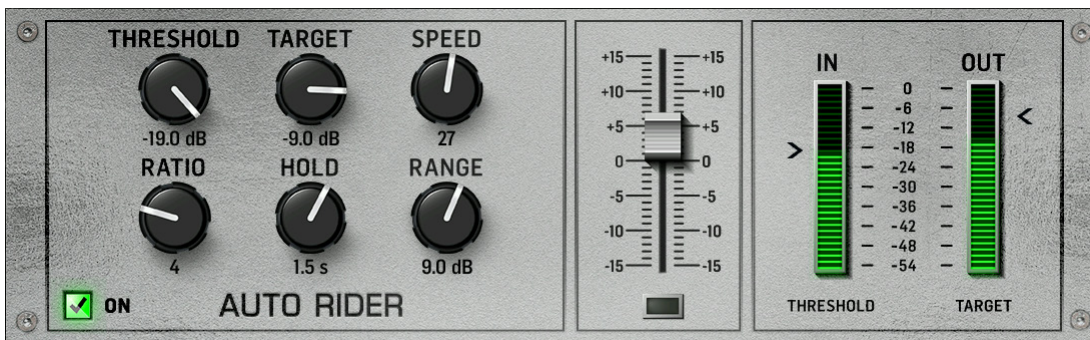 THRESHOLD TARGET SPEED
-19.0 dB -9.0 dB 27
RATIO HOLD RANGE
4 1.5 s 9.0 dB
ON AUTO RIDER
+15 +15
+10 +10
+5 +5
0 0
-5 -5
-10 -10
-15 -15
IN OUT
0
-6
-12
-18
-24
-30
-36
-42
-48
-54
THRESHOLD TARGET